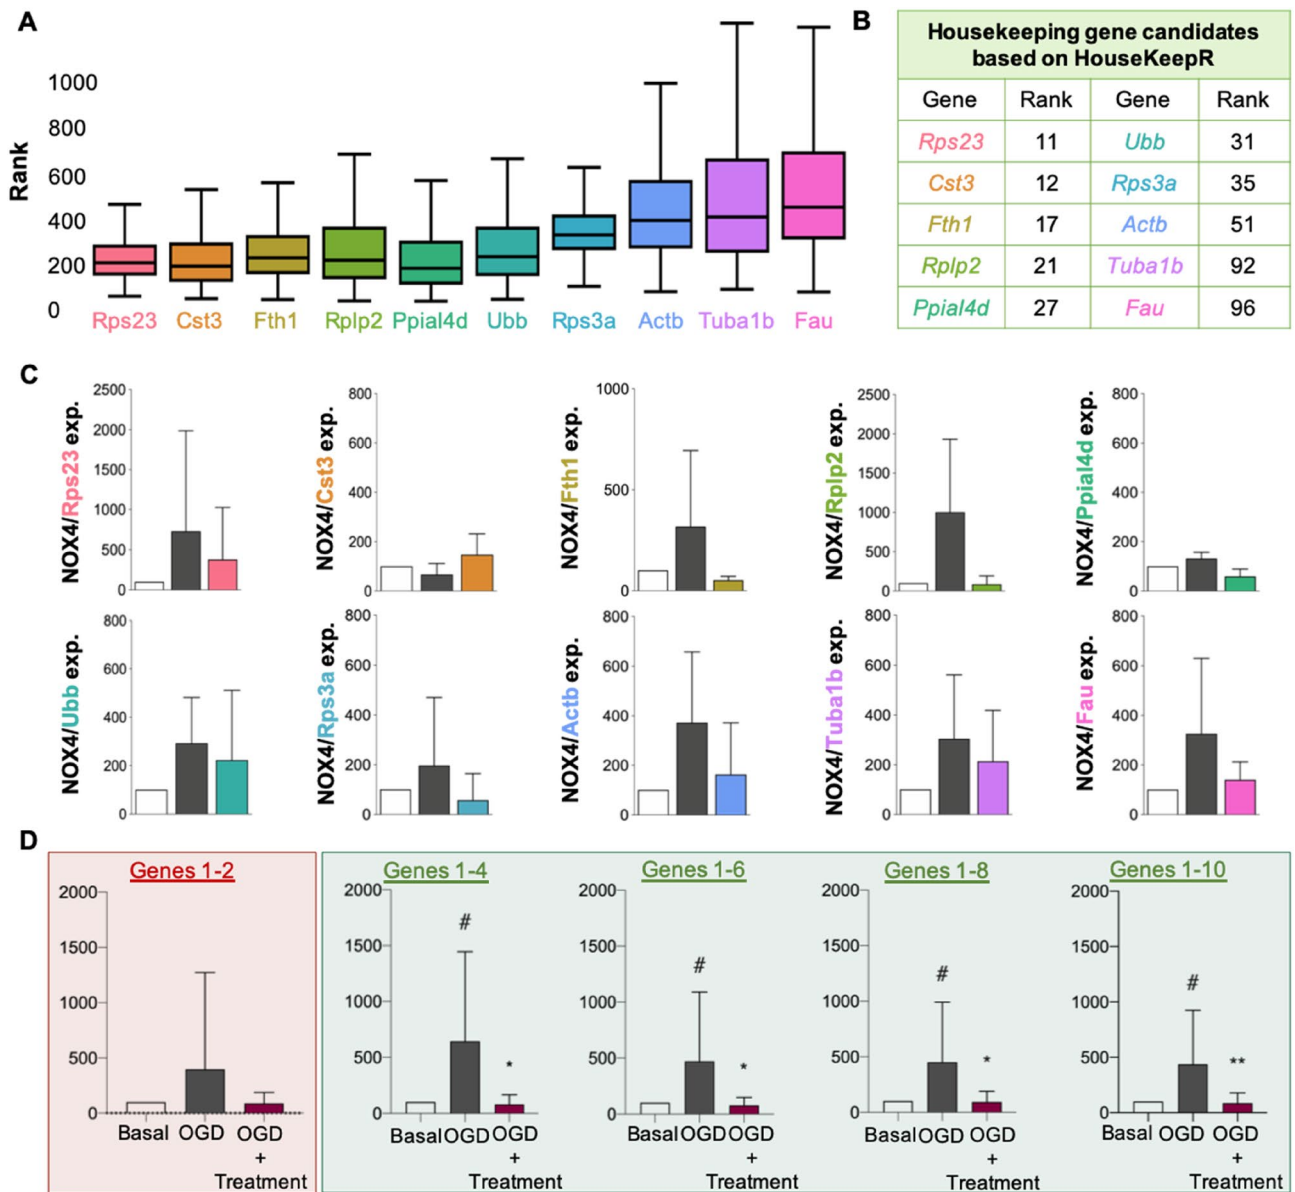 A
Rank
1000
800
600
400
200
0
Rps23 Cst3 Fth1 Rplp2 Ppial4d Ubb Rps3a Actb Tuba1b Fau
B
Housekeeping gene candidates
based on HouseKeepR
Gene Rank Gene Rank
Rps23 11 Ubb 31
Cst3 12 Rps3a 35
Fth1 17 Actb 51
Rplp2 21 Tuba1b 92
Ppial4d 27 Fau 96
C
NOX4/Rps23 exp.
2500
2000
1500
1000
500
0
NOX4/Cst3 exp.
800
600
400
200
0
NOX4/Fth1 exp.
1000
500
0
NOX4/Rplp2 exp.
2500
2000
1500
1000
500
0
NOX4/Ppial4d exp.
800
600
400
200
0
NOX4/Ubb exp.
800
600
400
200
0
NOX4/Rps3a exp.
800
600
400
200
0
NOX4/Actb exp.
800
600
400
200
0
NOX4/Tuba1b exp.
800
600
400
200
0
NOX4/Fau exp.
800
600
400
200
0
D
Genes 1-2
2000
1500
1000
500
0
Basal OGD OGD
+
Treatment
Genes 1-4
2000
1500
1000
500
0
#
*
Basal OGD OGD
+
Treatment
Genes 1-6
2000
1500
1000
500
0
#
*
Basal OGD OGD
+
Treatment
Genes 1-8
2000
1500
1000
500
0
#
*
Basal OGD OGD
+
Treatment
Genes 1-10
2000
1500
1000
500
0
#
**
Basal OGD OGD
+
Treatment